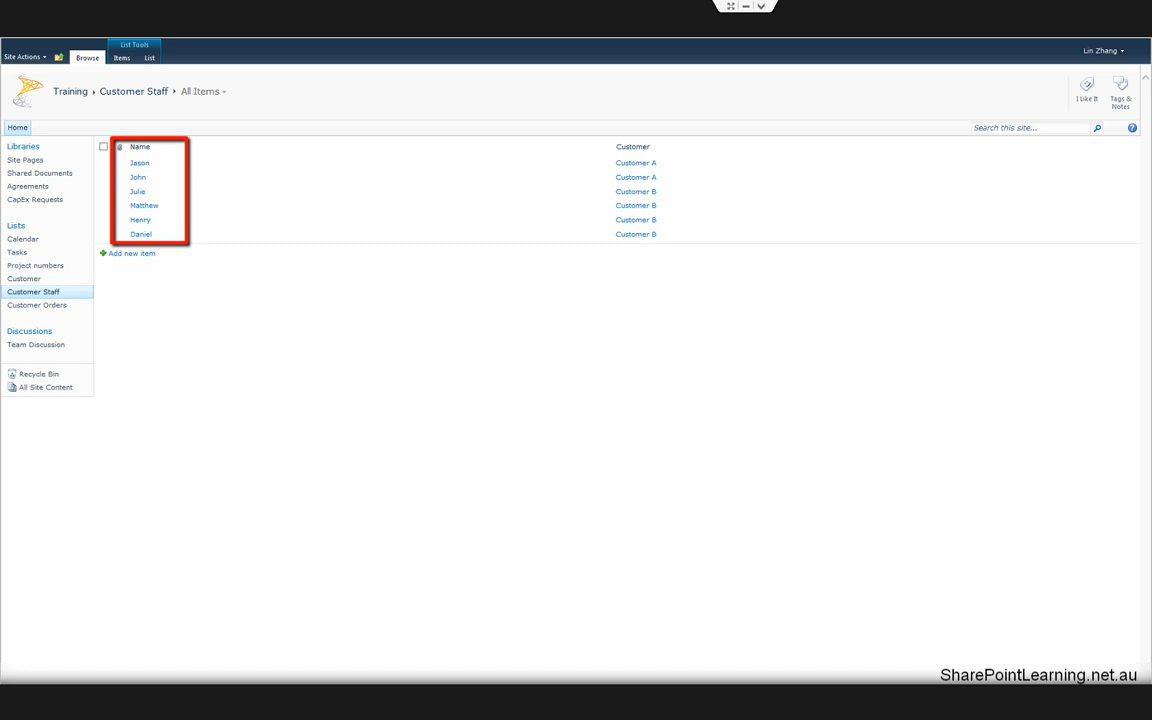 List Tools
Site Actions
Browse
Items
List
Lin Zhang
Training
Customer Staff
All Items
I Like It
Tags &
Notes
Home
Search this site...
Libraries
Site Pages
Shared Documents
Agreements
CapEx Requests
Lists
Calendar
Tasks
Project numbers
Customer
Customer Staff
Customer Orders
Discussions
Team Discussion
Recycle Bin
All Site Content
Name Customer
Jason Customer A
John Customer A
Julie Customer B
Matthew Customer B
Henry Customer B
Daniel Customer B
Add new item
SharePointLearning.net.au